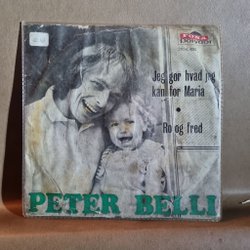 Jeg gør hvad jeg
kan for Maria
Ro og fred
PETER BELLI